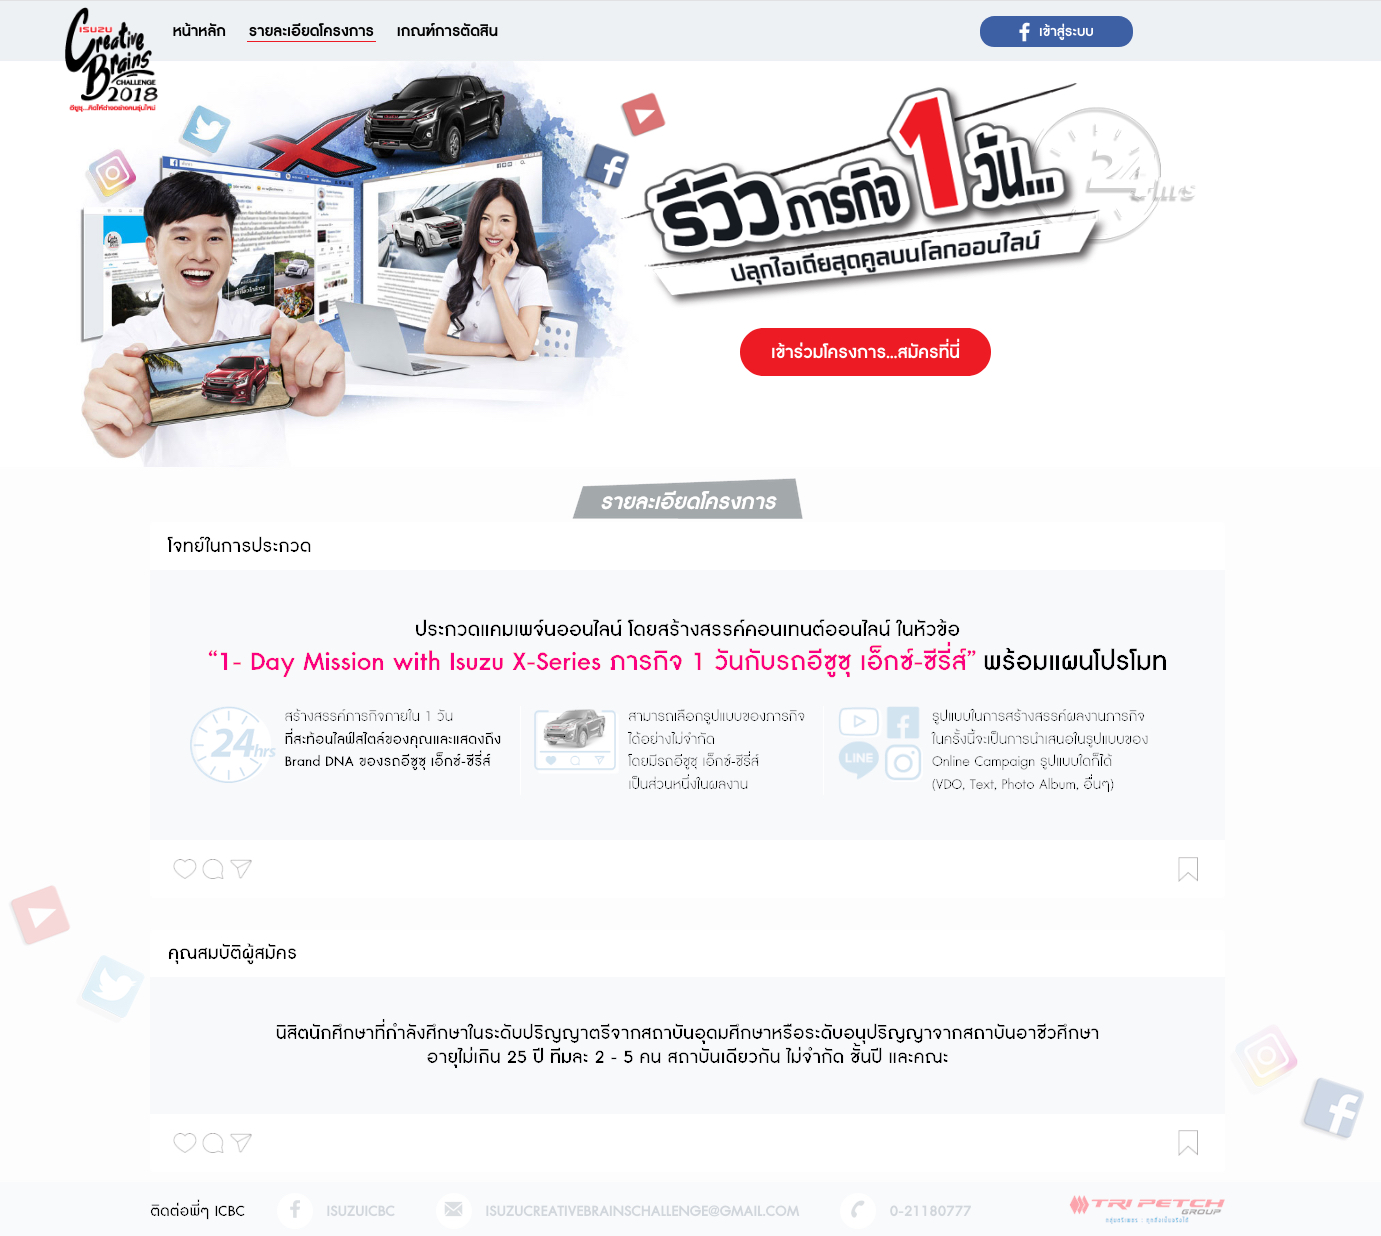 ISUZU
Creative
Brains
CHALLENGE
2018
อีซูซุ...คิดให้ต่างอย่างคนรุ่นใหม่
หน้าหลัก
รายละเอียดโครงการ
เกณฑ์การตัดสิน
เข้าสู่ระบบ
รีวิว ภารกิจ 1 วัน...
24 hrs
ปลุกไอเดียสุดคูลบนโลกออนไลน์
เข้าร่วมโครงการ...สมัครที่นี่
รายละเอียดโครงการ
โจทย์ในการประกวด
ประกวดแคมเพจ์นออนไลน์ โดยสร้างสรรค์คอนเทนต์ออนไลน์ ในหัวข้อ
“1- Day Mission with Isuzu X-Series ภารกิจ 1 วันกับรถอีซูซุ เอ็กซ์-ซีรี่ส์” พร้อมแผนโปรโมท
24hrs
สร้างสรรค์ภารกิจภายใน 1 วัน
ที่สะท้อนไลฟ์สไตล์ของคุณและแสดงถึง
Brand DNA ของรถอีซูซุ เอ็กซ์-ซีรี่ส์
สามารถเลือกรูปแบบของภารกิจ
ได้อย่างไม่จำกัด
โดยมีรถอีซูซุ เอ็กซ์-ซีรี่ส์
เป็นส่วนหนึ่งในผลงาน
LINE
รูปแบบในการสร้างสรรค์ผลงานภารกิจ
ในครั้งนี้จะเป็นการนำเสนอในรูปแบบของ
Online Campaign รูปแบบใดก็ได้
(VDO, Text, Photo Album, อื่นๆ)
คุณสมบัติผู้สมัคร
นิสิตนักศึกษาที่กำลังศึกษาในระดับปริญญาตรีจากสถาบันอุดมศึกษาหรือระดับอนุปริญญาจากสถาบันอาชีวศึกษา
อายุไม่เกิน 25 ปี ทีมละ 2 - 5 คน สถาบันเดียวกัน ไม่จำกัด ชั้นปี และคณะ
ติดต่อพี่ๆ ICBC
ISUZUICBC
ISUZUCREATIVEBRAINSCHALLENGE@GMAIL.COM
0-21180777
TRI PETCH
GROUP